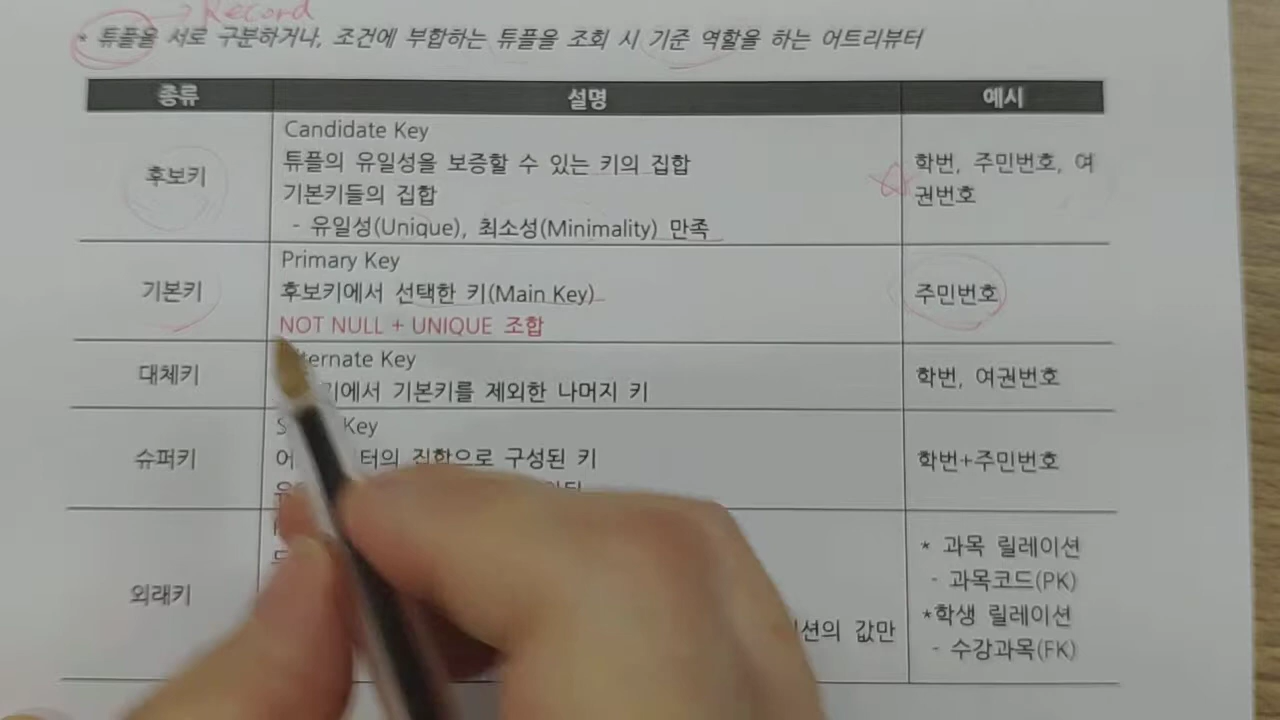 Record
* 튜플을 서로 구분하거나, 조건에 부합하는 튜플을 조회 시 기준 역할을 하는 어트리뷰터
종류 설명 예시
후보키
Candidate Key
튜플의 유일성을 보증할 수 있는 키의 집합
기본키들의 집합
- 유일성(Unique), 최소성(Minimality) 만족
학번, 주민번호, 여
권번호
기본키
Primary Key
후보키에서 선택한 키(Main Key)
NOT NULL + UNIQUE 조합
주민번호
대체키
Key
기본키를 제외한 나머지 키
학번, 여권번호
슈퍼키
Key
집합으로 구성된 키
학번+주민번호
외래키
값만
* 과목 릴레이션
- 과목코드(PK)
*학생 릴레이션
- 수강과목(FK)